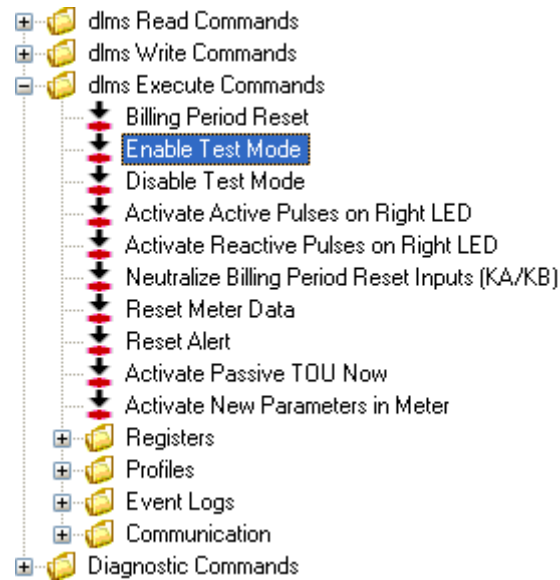 dlms Read Commands
dlms Write Commands
dlms Execute Commands
Billing Period Reset
Enable Test Mode
Disable Test Mode
Activate Active Pulses on Right LED
Activate Reactive Pulses on Right LED
Neutralize Billing Period Reset Inputs (KA/KB)
Reset Meter Data
Reset Alert
Activate Passive TOU Now
Activate New Parameters in Meter
Registers
Profiles
Event Logs
Communication
Diagnostic Commands